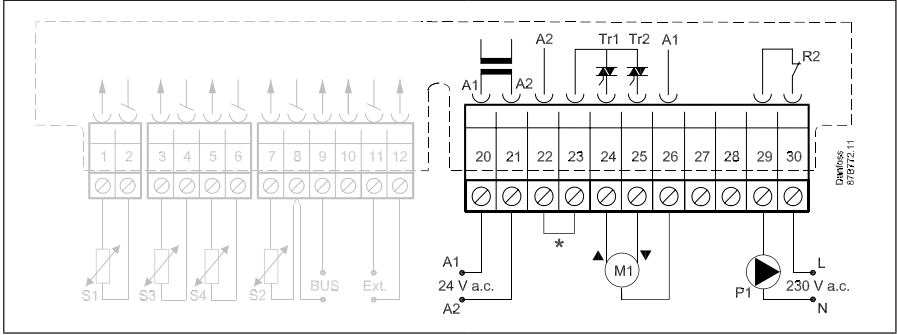 A2 Tr1 Tr2 A1
R2
A1 A2
1 2 3 4 5 6 7 8 9 10 11 12
20 21 22 23 24 25 26 27 28 29 30
Danfoss
87B772.11
*
A1
24 V a.c.
A2
M1
P1
L
230 V a.c.
N
S1 S3 S4 S2 BUS Ext.